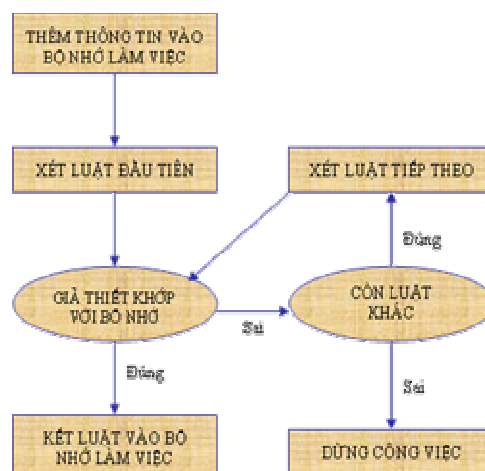 THÊM THÔNG TIN VÀO
BỘ NHỚ LÀM VIỆC
XÉT LUẬT ĐẦU TIÊN
XÉT LUẬT TIẾP THEO
Đúng
GIẢ THIẾT KHỚP
VỚI BỘ NHỚ
Sai
CÒN LUẬT
KHÁC
Đúng
Sai
KẾT LUẬT VÀO BỘ
NHỚ LÀM VIỆC
DỪNG CÔNG VIỆC